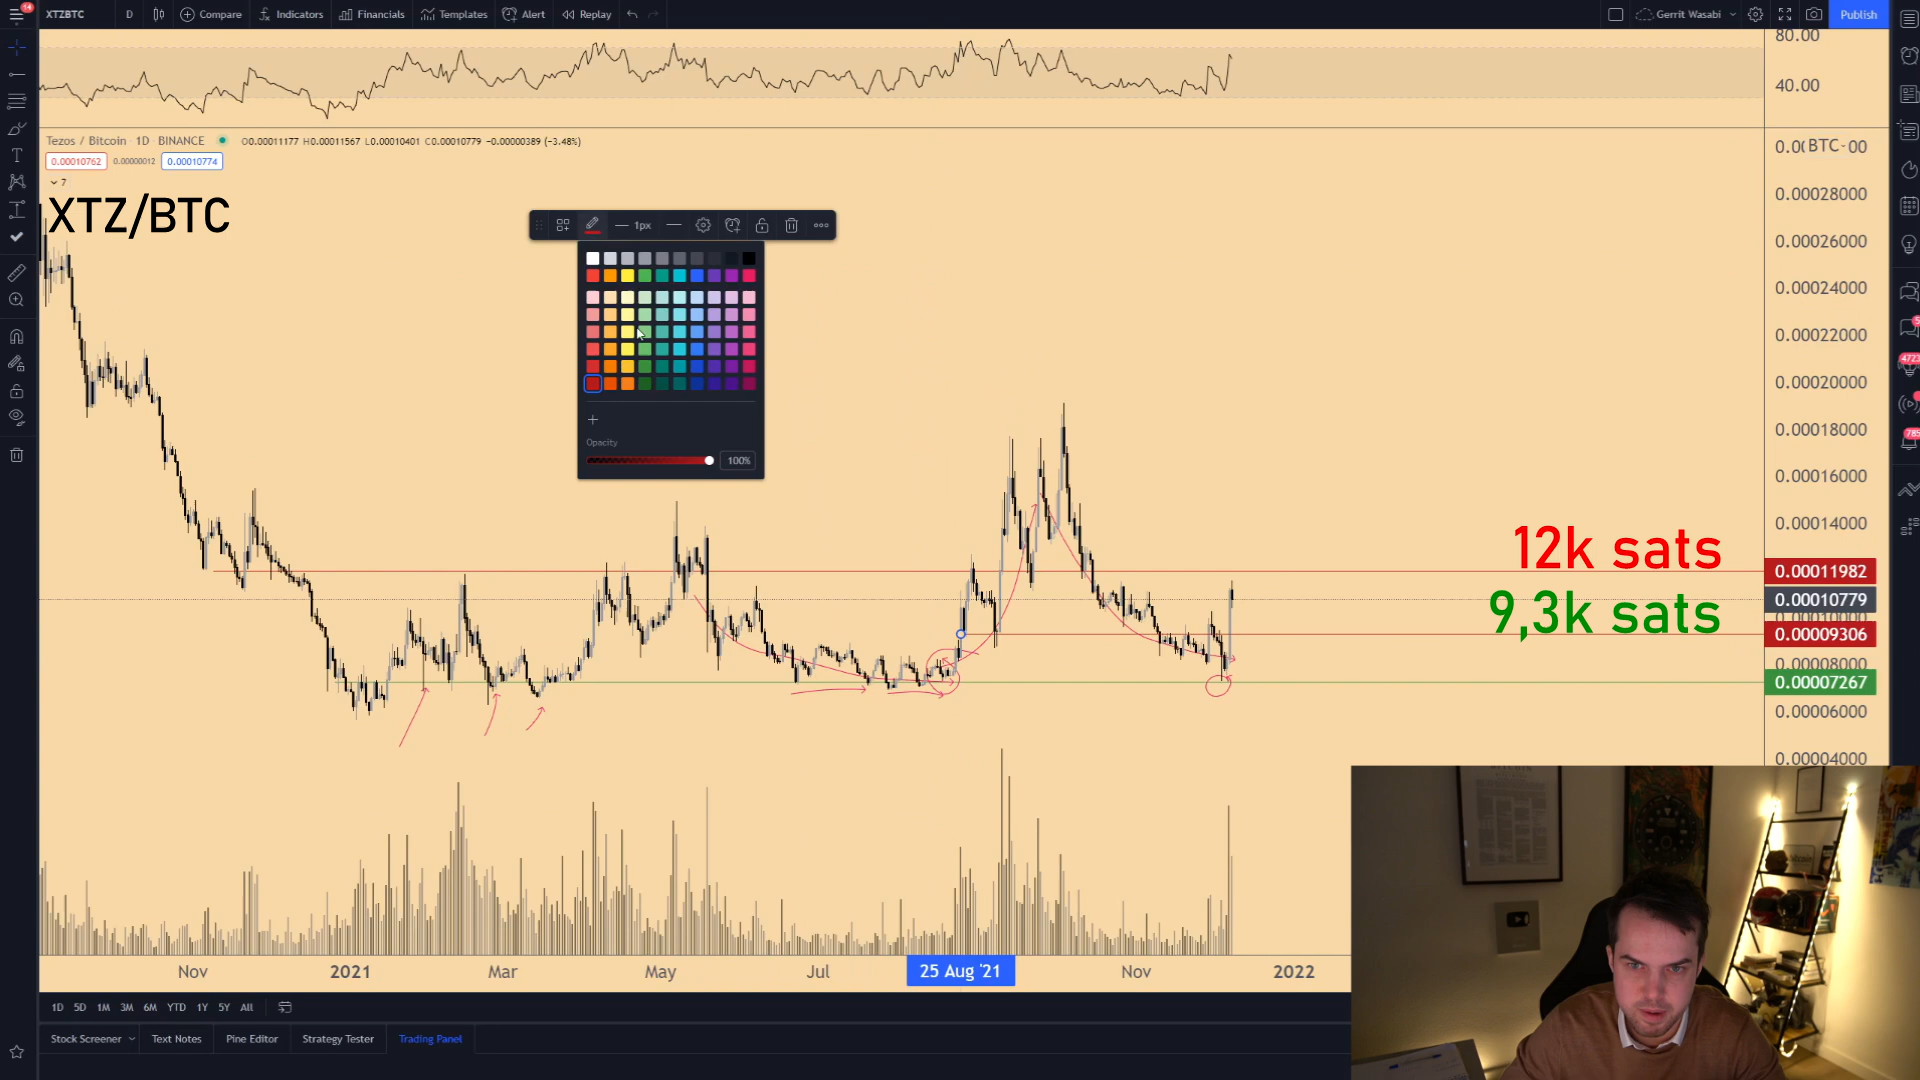 14
XTZBTC
D
Compare
Indicators
Financials
Templates
Alert
Replay
Gerrit Wasabi
Publish
80.00
40.00
Tezos / Bitcoin · 1D · BINANCE
O0.00011177 H0.00011567 L0.00010401 C0.00010779 -0.00000389 (-3.48%)
0.00010762
0.00000012
0.00010774
7
XTZ/BTC
1px
Opacity
100%
BTC
0.00028000
0.00026000
0.00024000
0.00022000
0.00020000
0.00018000
0.00016000
0.00014000
12k sats
0.00011982
0.00010779
9,3k sats
0.00009306
0.00008000
0.00007267
0.00006000
0.00004000
4723
785
Nov
2021
Mar
May
Jul
25 Aug '21
Nov
2022
1D 5D 1M 3M 6M YTD 1Y 5Y All
Stock Screener
Text Notes
Pine Editor
Strategy Tester
Trading Panel